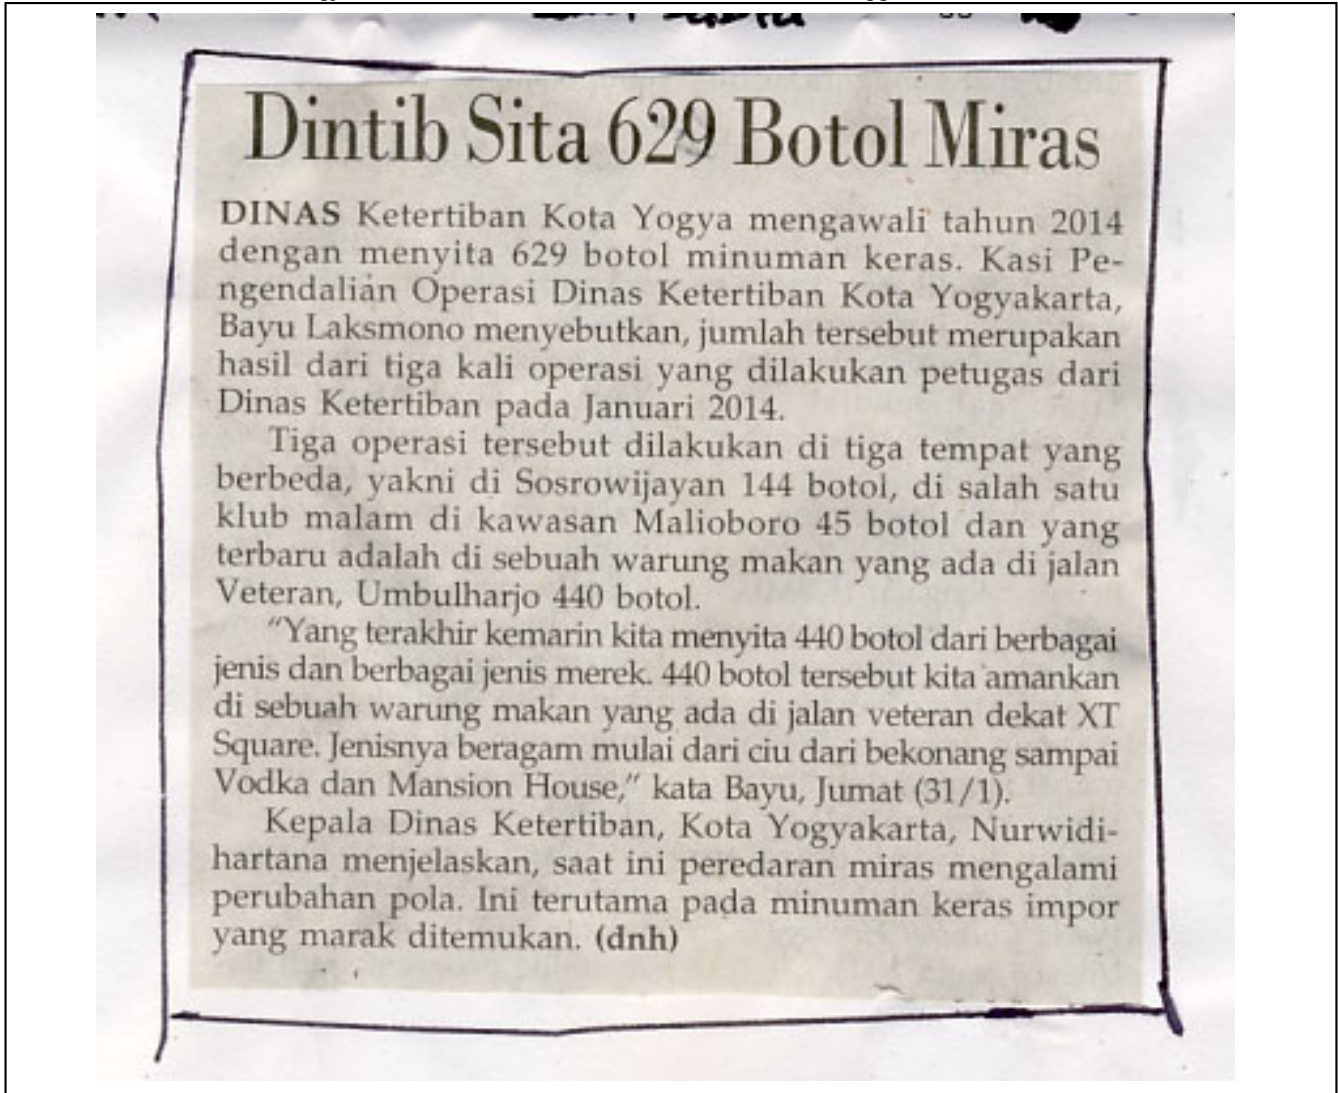 Dintib Sita 629 Botol Miras
DINAS Ketertiban Kota Yogya mengawali tahun 2014
dengan menyita 629 botol minuman keras. Kasi Pe-
ngendalian Operasi Dinas Ketertiban Kota Yogyakarta,
Bayu Laksmono menyebutkan, jumlah tersebut merupakan
hasil dari tiga kali operasi yang dilakukan petugas dari
Dinas Ketertiban pada Januari 2014.
Tiga operasi tersebut dilakukan di tiga tempat yang
berbeda, yakni di Sosrowijayan 144 botol, di salah satu
klub malam di kawasan Malioboro 45 botol dan yang
terbaru adalah di sebuah warung makan yang ada di jalan
Veteran, Umbulharjo 440 botol.
“Yang terakhir kemarin kita menyita 440 botol dari berbagai
jenis dan berbagai jenis merek. 440 botol tersebut kita amankan
di sebuah warung makan yang ada di jalan veteran dekat XT
Square. Jenisnya beragam mulai dari ciu dari bekonang sampai
Vodka dan Mansion House,” kata Bayu, Jumat (31/1).
Kepala Dinas Ketertiban, Kota Yogyakarta, Nurwidi-
hartana menjelaskan, saat ini peredaran miras mengalami
perubahan pola. Ini terutama pada minuman keras impor
yang marak ditemukan. (dnh)